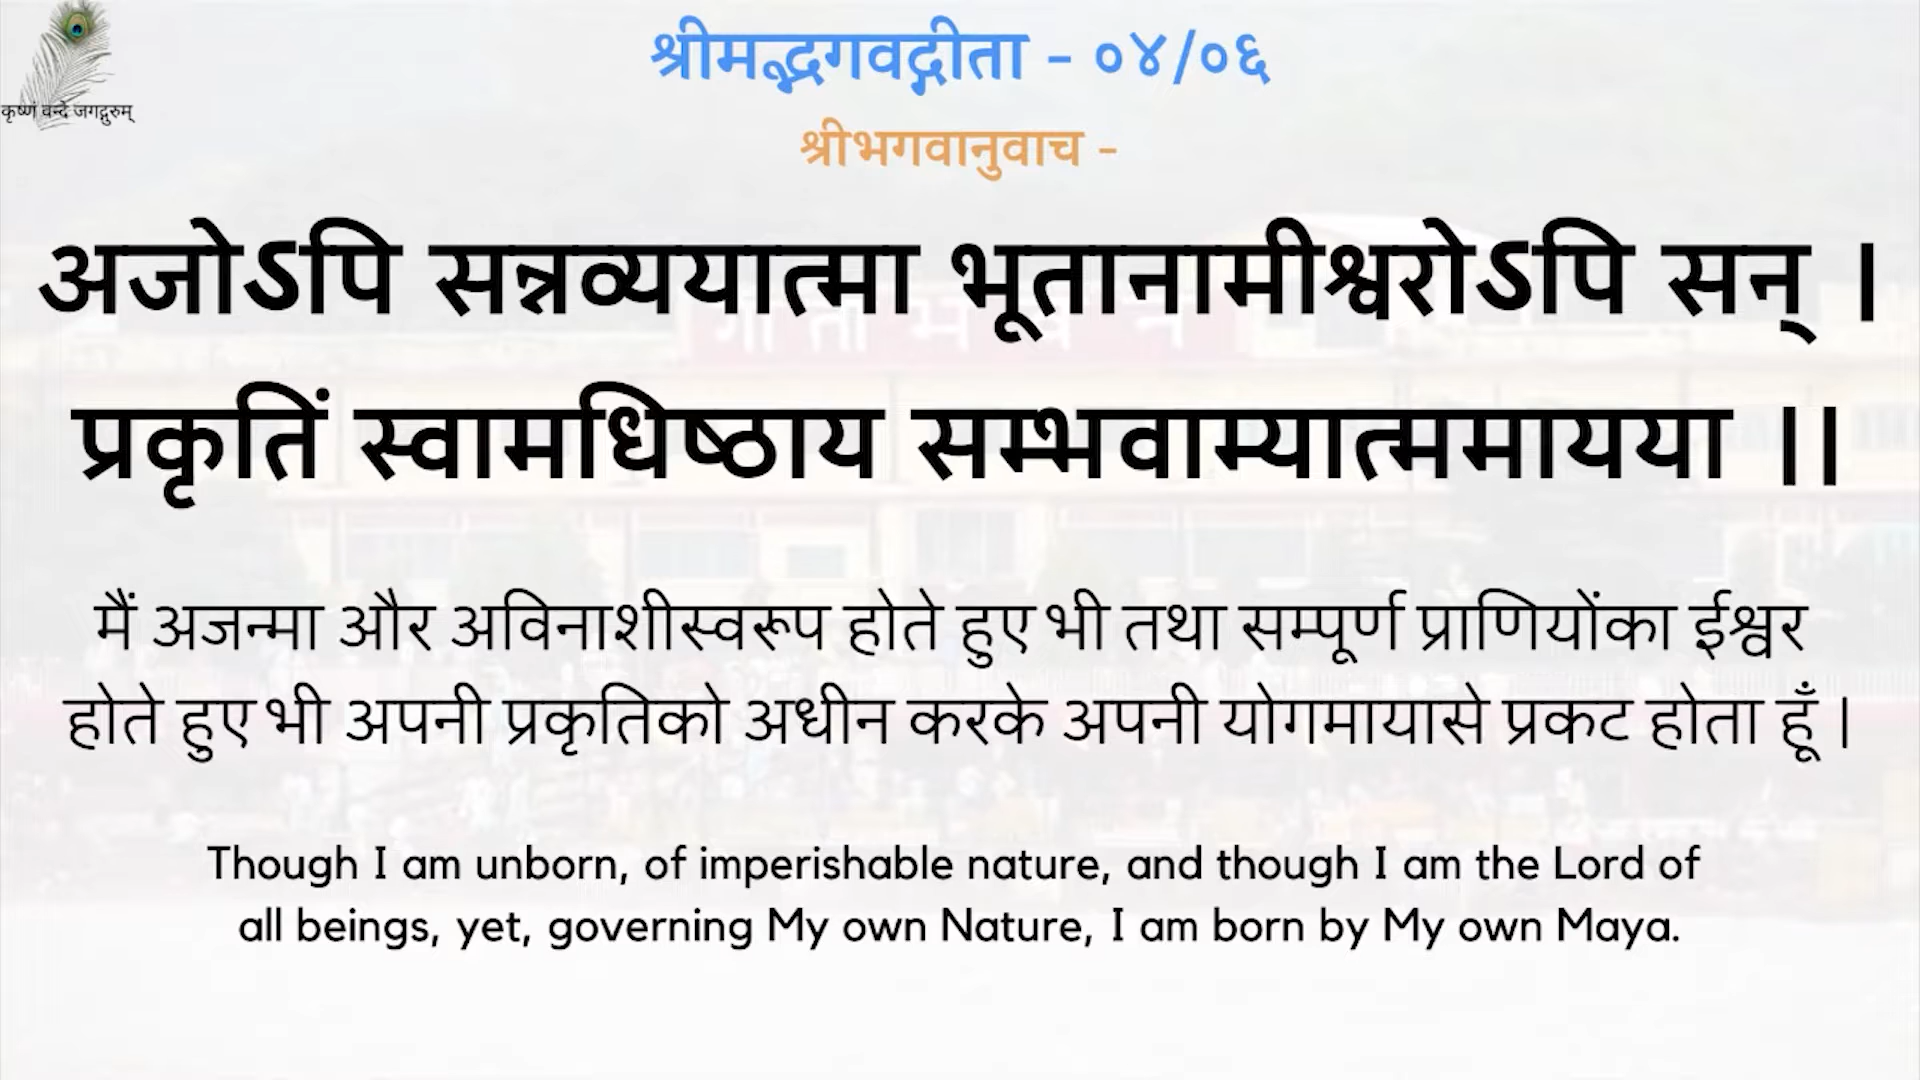 श्रीमद्भगवद्गीता - ०४/०६
कृष्णं वन्दे जगद्गुरुम्
श्रीभगवानुवाच -
अजोऽपि सन्नव्ययात्मा भूतानामीश्वरोऽपि सन् ।
गीता भवन
प्रकृतिं स्वामधिष्ठाय सम्भवाम्यात्ममायया ।।
मैं अजन्मा और अविनाशीस्वरूप होते हुए भी तथा सम्पूर्ण प्राणियोंका ईश्वर
होते हुए भी अपनी प्रकृतिको अधीन करके अपनी योगमायासे प्रकट होता हूँ ।
Though I am unborn, of imperishable nature, and though I am the Lord of
all beings, yet, governing My own Nature, I am born by My own Maya.